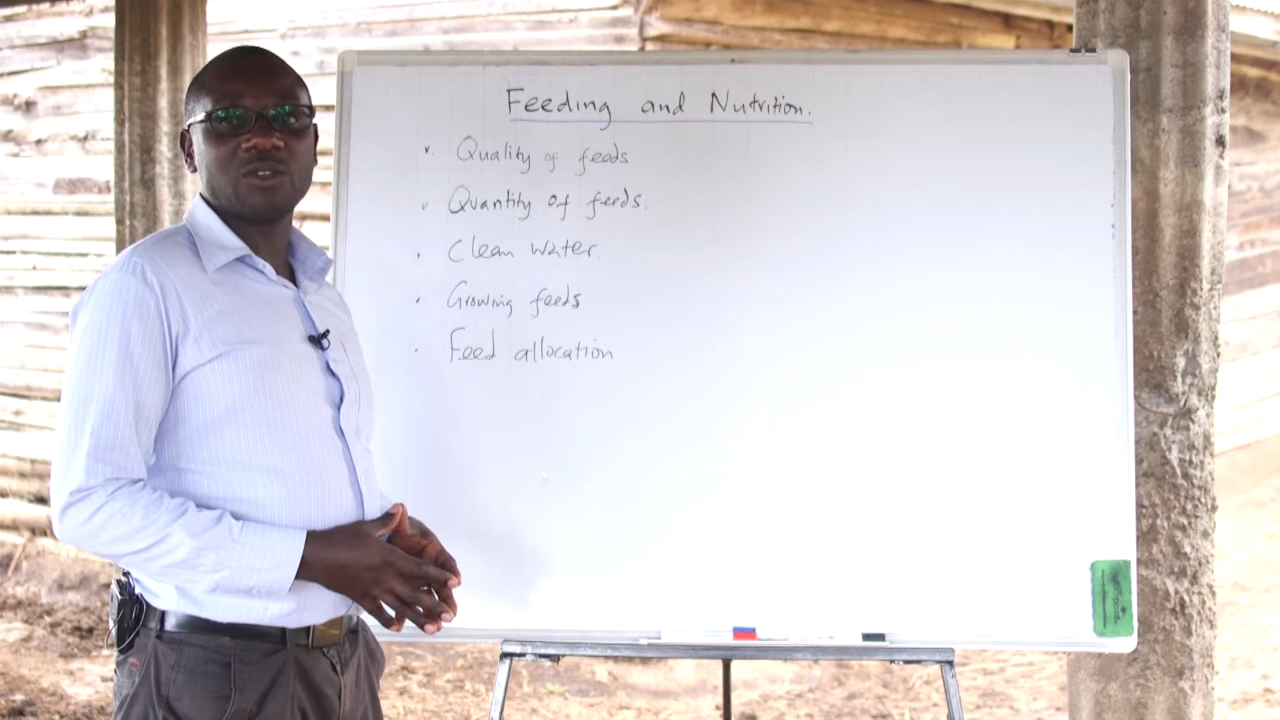 Feeding and Nutrition.
Quality of feeds
Quantity of feeds.
Clean water.
Growing feeds
Feed allocation